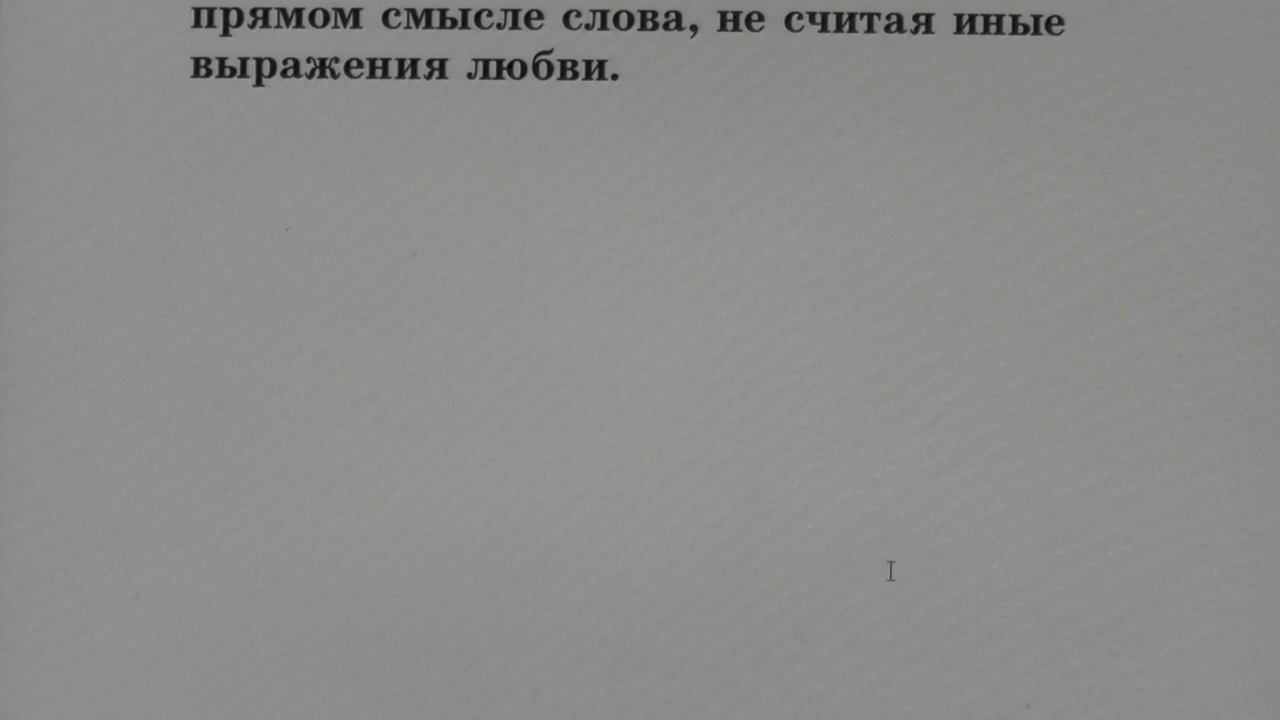 прямом смысле слова, не считая иные
выражения любви.